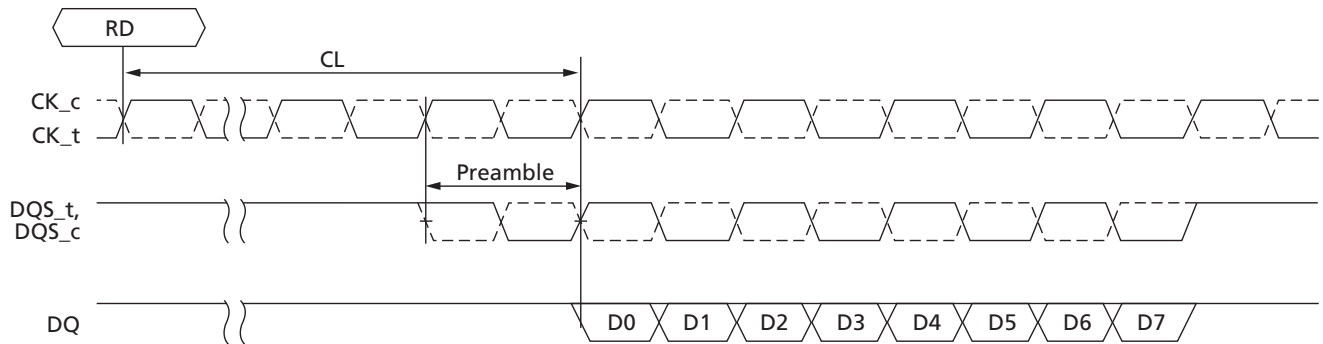 RD
CL
CK_c
CK_t
Preamble
DQS_t,
DQS_c
DQ
D0 D1 D2 D3 D4 D5 D6 D7